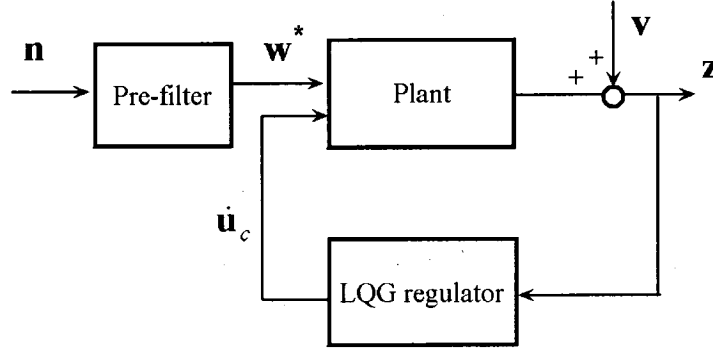 n
Pre-filter
w*
Plant
v
+
+
z
u̇c
LQG regulator